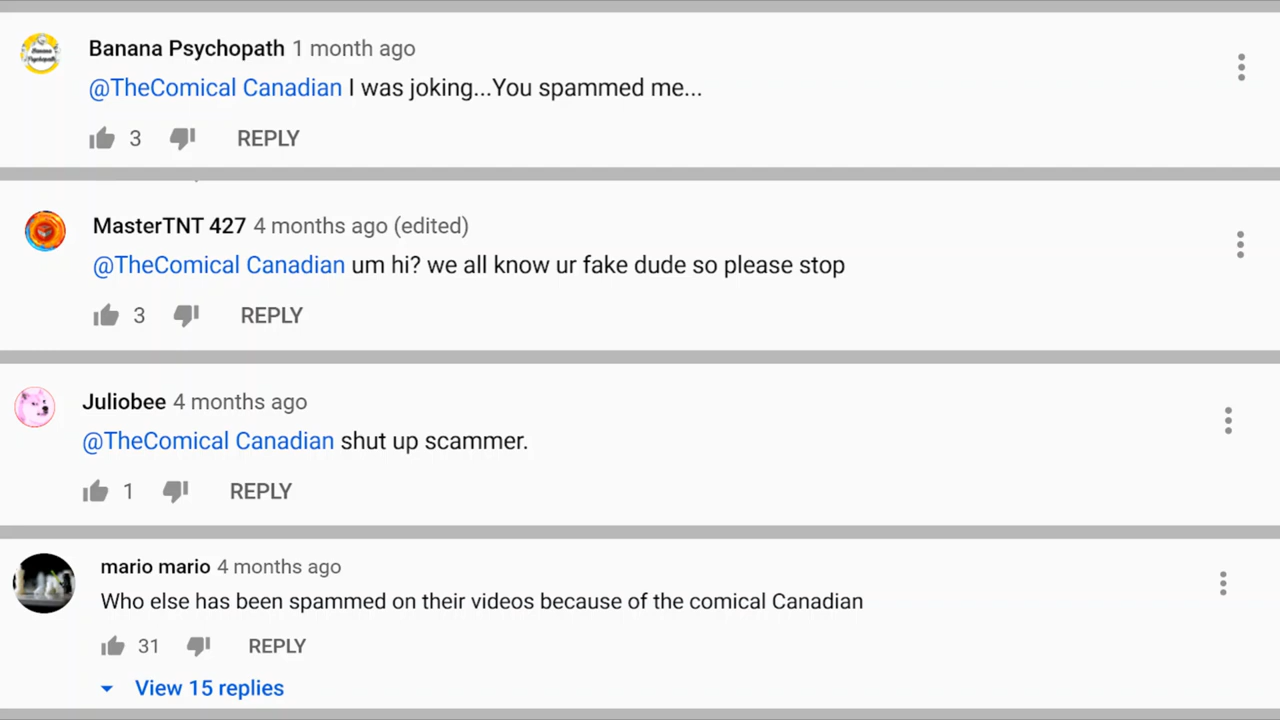 Banana Psychopath 1 month ago
@TheComical Canadian I was joking...You spammed me...
3 REPLY
MasterTNT 427 4 months ago (edited)
@TheComical Canadian um hi? we all know ur fake dude so please stop
3 REPLY
Juliobee 4 months ago
@TheComical Canadian shut up scammer.
1 REPLY
mario mario 4 months ago
Who else has been spammed on their videos because of the comical Canadian
31 REPLY
View 15 replies